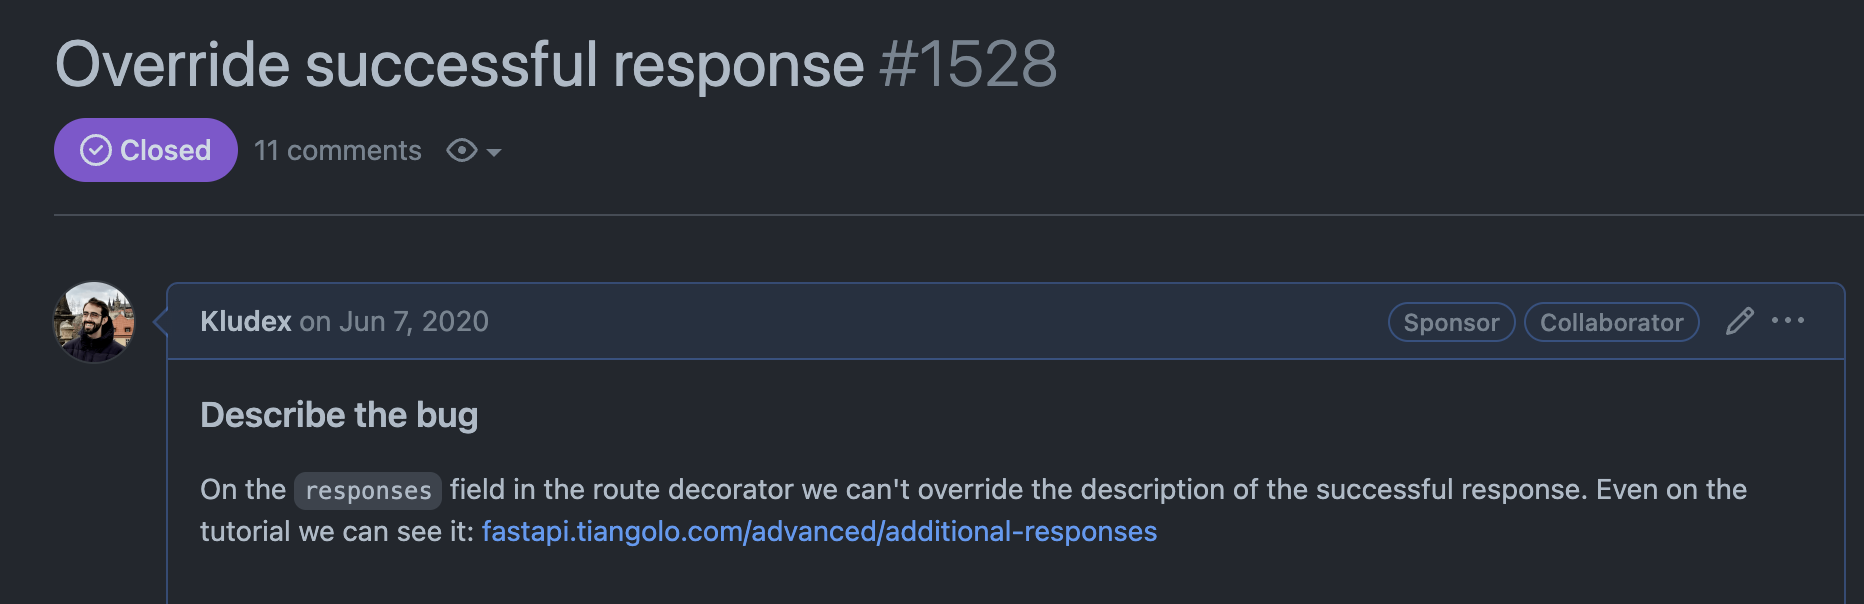 Override successful response #1528
Closed 11 comments
Kludex on Jun 7, 2020 Sponsor Collaborator
Describe the bug
On the responses field in the route decorator we can't override the description of the successful response. Even on the
tutorial we can see it: fastapi.tiangolo.com/advanced/additional-responses